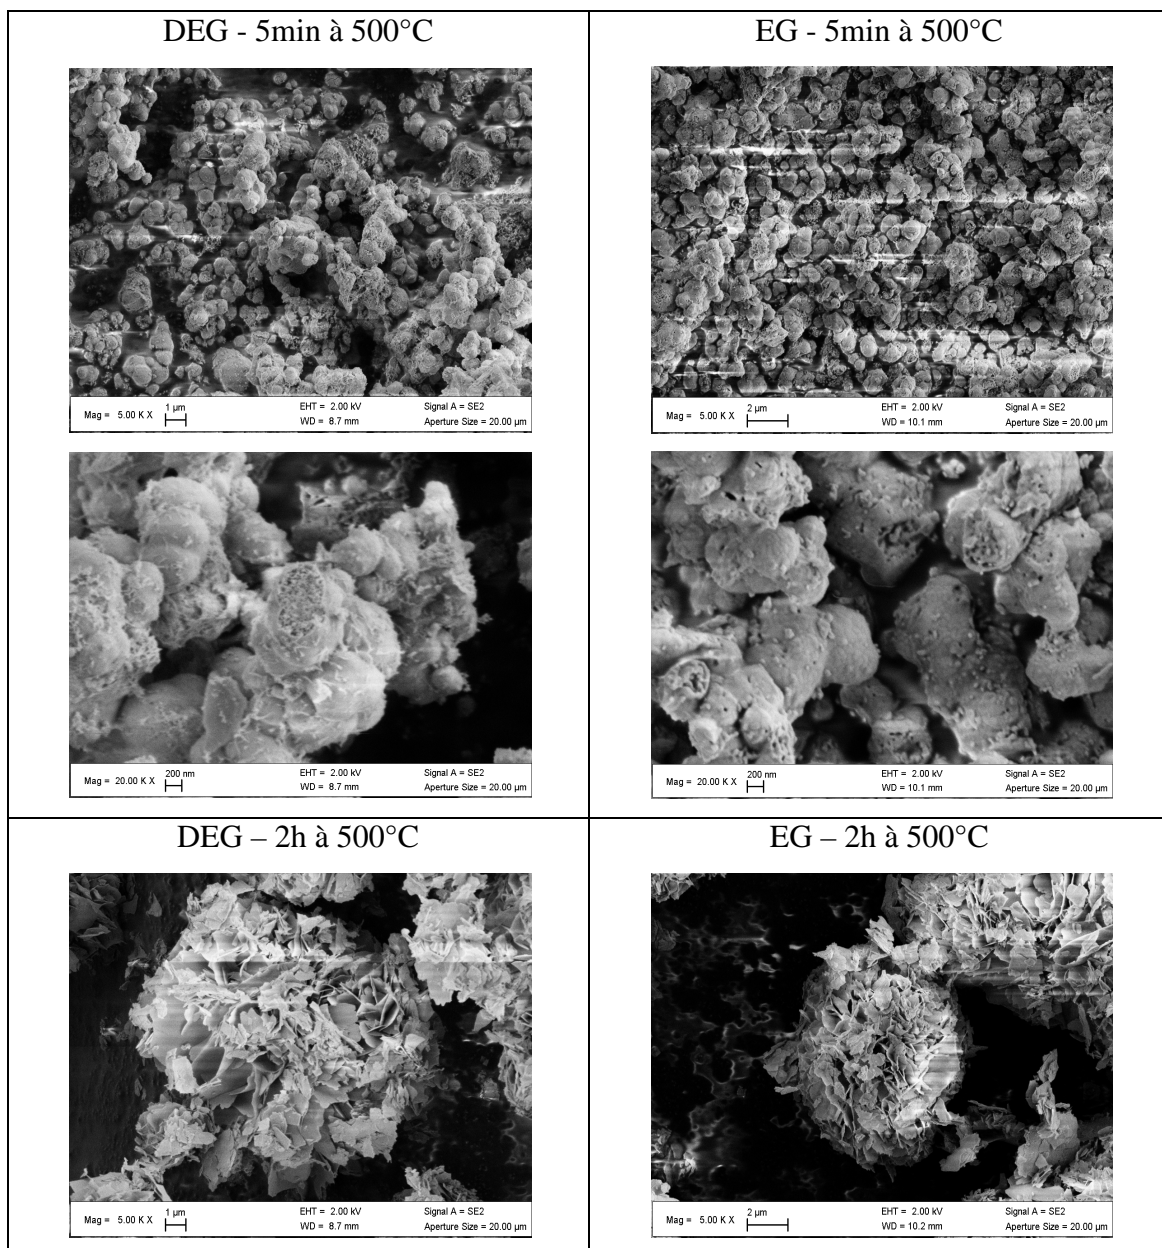 DEG - 5min à 500°C
Mag = 5.00 K X 1 µm EHT = 2.00 kV Signal A = SE2
WD = 8.7 mm Aperture Size = 20.00 µm
Mag = 20.00 K X 200 nm EHT = 2.00 kV Signal A = SE2
WD = 8.7 mm Aperture Size = 20.00 µm
EG - 5min à 500°C
Mag = 5.00 K X 2 µm EHT = 2.00 kV Signal A = SE2
WD = 10.1 mm Aperture Size = 20.00 µm
Mag = 20.00 K X 200 nm EHT = 2.00 kV Signal A = SE2
WD = 10.1 mm Aperture Size = 20.00 µm
DEG – 2h à 500°C
Mag = 5.00 K X 1 µm EHT = 2.00 kV Signal A = SE2
WD = 8.7 mm Aperture Size = 20.00 µm
EG – 2h à 500°C
Mag = 5.00 K X 2 µm EHT = 2.00 kV Signal A = SE2
WD = 10.2 mm Aperture Size = 20.00 µm